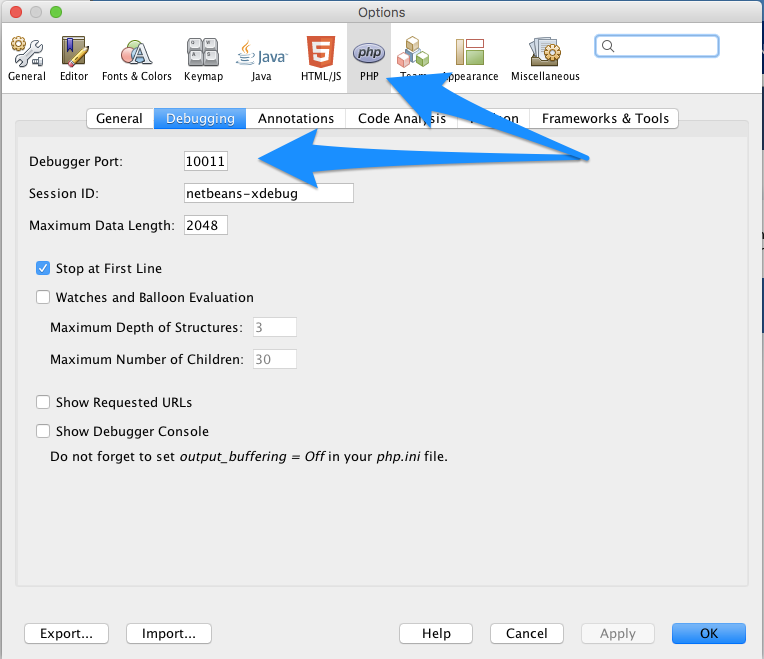 Options
General Editor Fonts & Colors Keymap Java HTML/JS PHP Miscellaneous
General Debugging Annotations Code Analysis Frameworks & Tools
Debugger Port: 10011
Session ID: netbeans-xdebug
Maximum Data Length: 2048
Stop at First Line
Watches and Balloon Evaluation
Maximum Depth of Structures: 3
Maximum Number of Children: 30
Show Requested URLs
Show Debugger Console
Do not forget to set output_buffering = Off in your php.ini file.
Export... Import... Help Cancel Apply OK